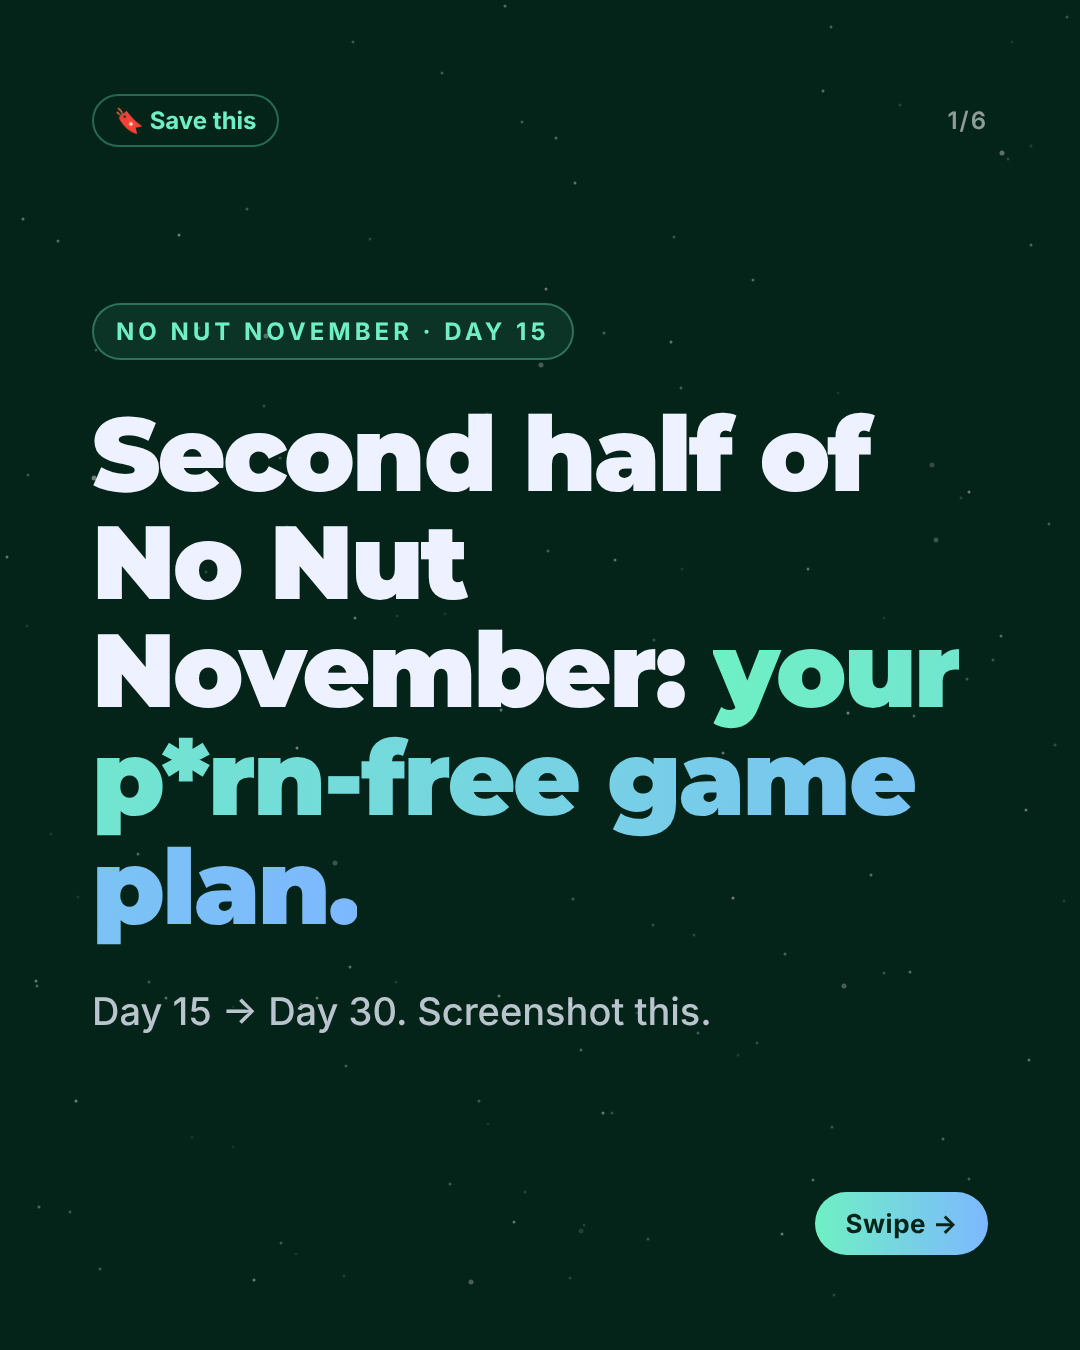 🔖 Save this
1/6
NO NUT NOVEMBER · DAY 15
Second half of
No Nut
November: your
p*rn-free game
plan.
Day 15 → Day 30. Screenshot this.
Swipe →